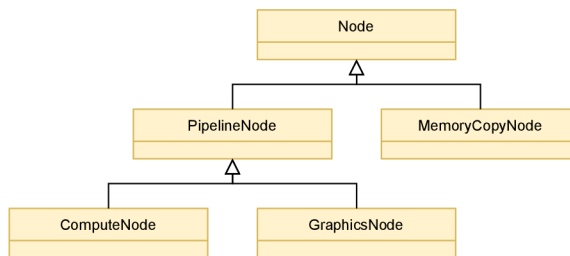 Node
PipelineNode
MemoryCopyNode
ComputeNode
GraphicsNode